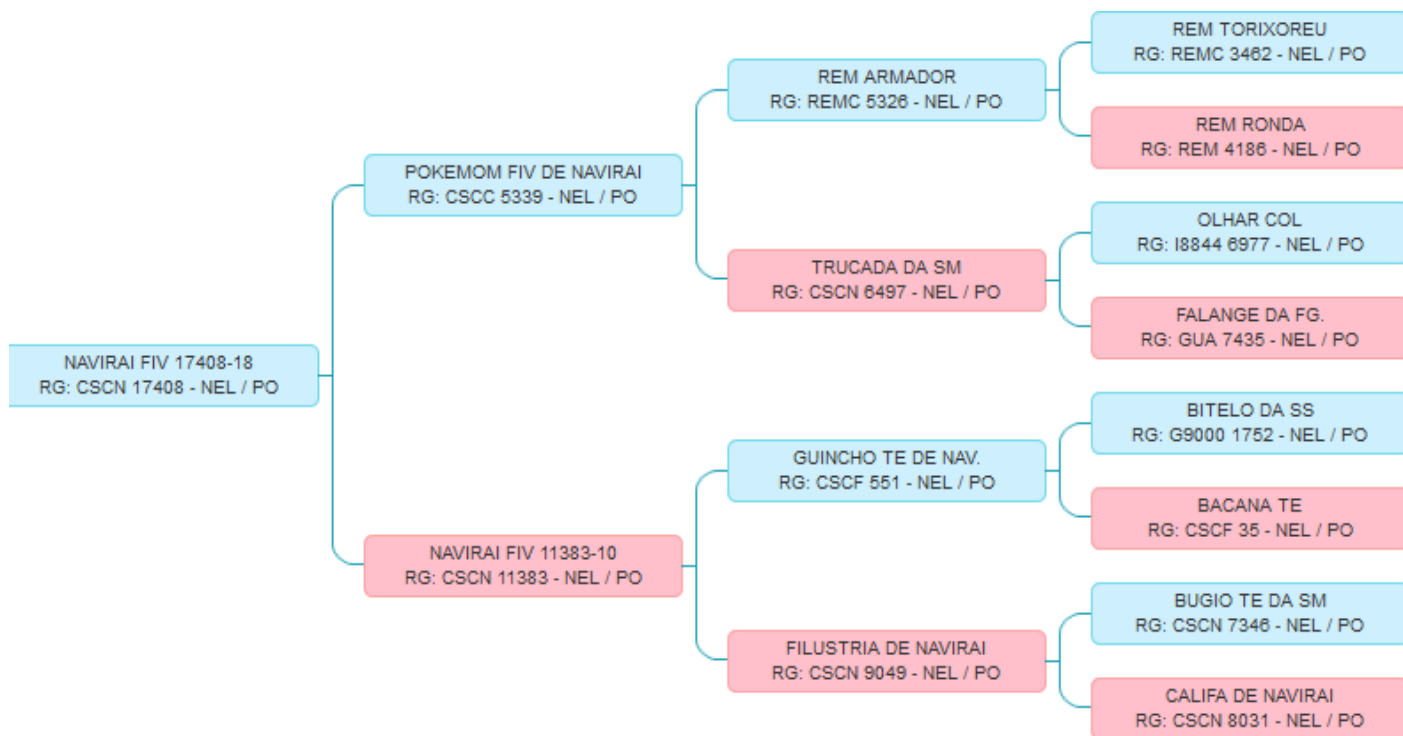 REM TORIXOREU
RG: REMC 3462 - NEL / PO
REM ARMADOR
RG: REMC 5326 - NEL / PO
REM RONDA
RG: REM 4186 - NEL / PO
POKEMOM FIV DE NAVIRAI
RG: CSCC 5339 - NEL / PO
OLHAR COL
RG: I8844 6977 - NEL / PO
TRUCADA DA SM
RG: CSCN 6497 - NEL / PO
FALANGE DA FG.
RG: GUA 7435 - NEL / PO
NAVIRAI FIV 17408-18
RG: CSCN 17408 - NEL / PO
BITELO DA SS
RG: G9000 1752 - NEL / PO
GUINCHO TE DE NAV.
RG: CSCF 551 - NEL / PO
BACANA TE
RG: CSCF 35 - NEL / PO
NAVIRAI FIV 11383-10
RG: CSCN 11383 - NEL / PO
BUGIO TE DA SM
RG: CSCN 7346 - NEL / PO
FILUSTRIA DE NAVIRAI
RG: CSCN 9049 - NEL / PO
CALIFA DE NAVIRAI
RG: CSCN 8031 - NEL / PO